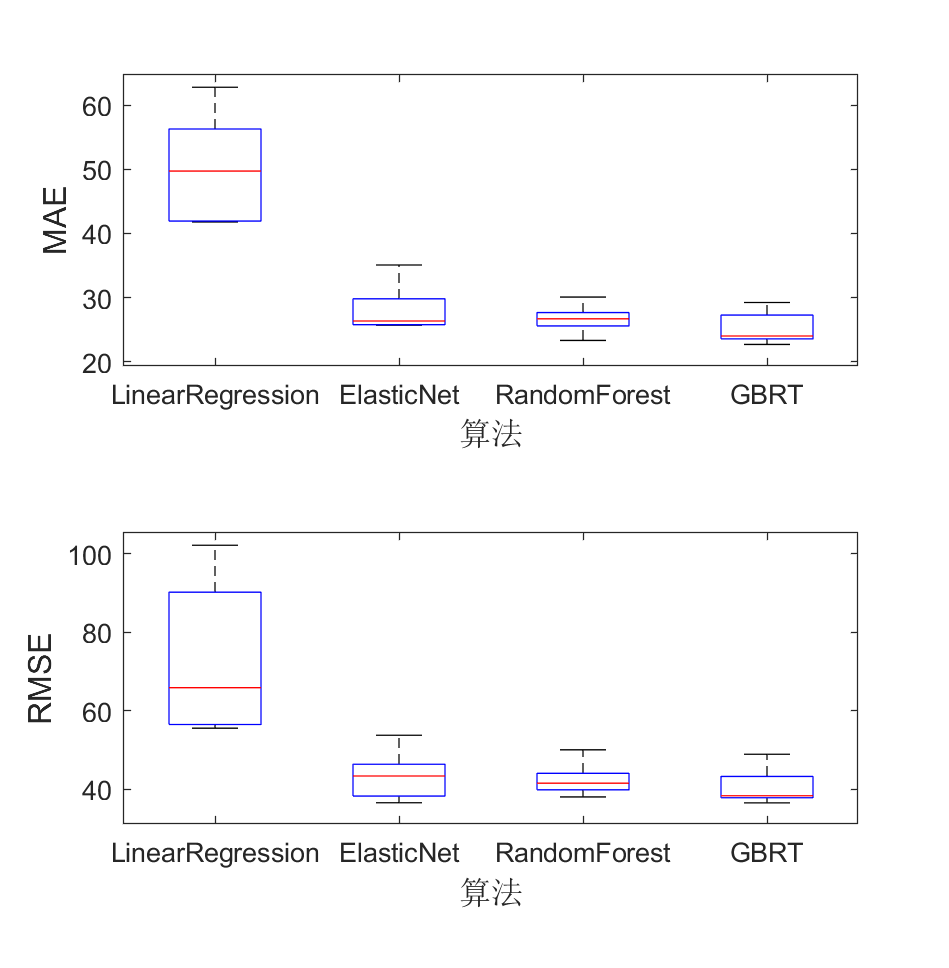 60
50
40
30
20
MAE
LinearRegression ElasticNet RandomForest GBRT
算法
100
80
60
40
RMSE
LinearRegression ElasticNet RandomForest GBRT
算法